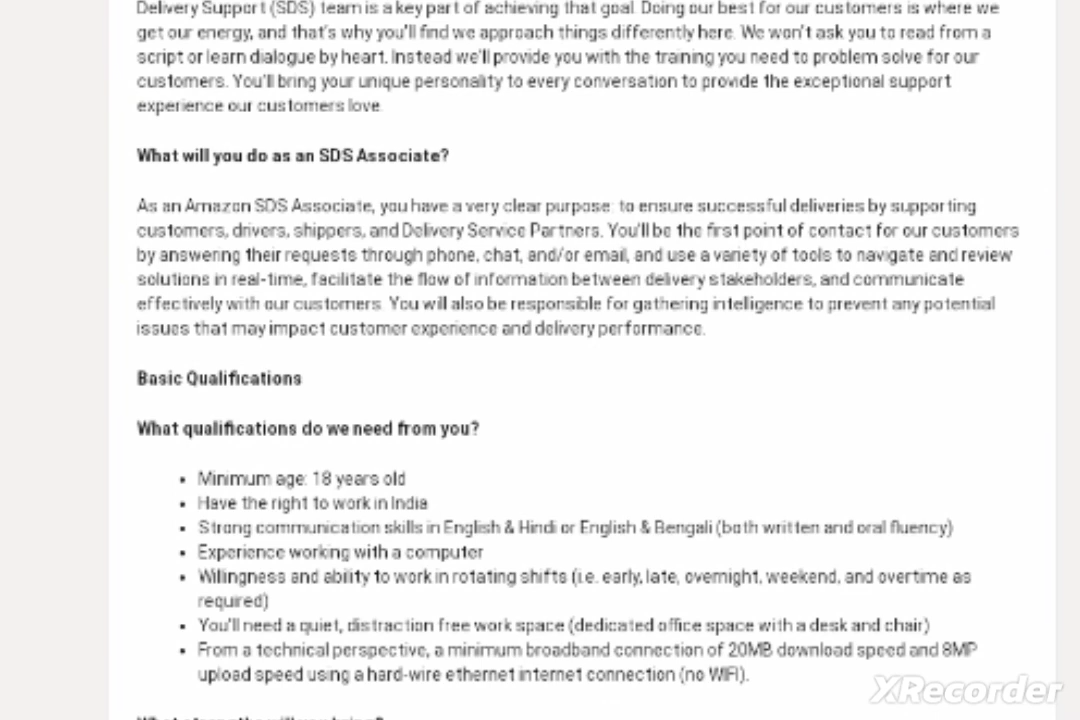 Delivery Support (SDS) team is a key part of achieving that goal. Doing our best for our customers is where we
get our energy, and that's why you'll find we approach things differently here. We won't ask you to read from a
script or learn dialogue by heart. Instead we'll provide you with the training you need to problem solve for our
customers. You'll bring your unique personality to every conversation to provide the exceptional support
experience our customers love.
What will you do as an SDS Associate?
As an Amazon SDS Associate, you have a very clear purpose: to ensure successful deliveries by supporting
customers, drivers, shippers, and Delivery Service Partners. You'll be the first point of contact for our customers
by answering their requests through phone, chat, and/or email, and use a variety of tools to navigate and review
solutions in real-time, facilitate the flow of information between delivery stakeholders, and communicate
effectively with our customers. You will also be responsible for gathering intelligence to prevent any potential
issues that may impact customer experience and delivery performance.
Basic Qualifications
What qualifications do we need from you?
• Minimum age: 18 years old
• Have the right to work in India
• Strong communication skills in English & Hindi or English & Bengali (both written and oral fluency)
• Experience working with a computer
• Willingness and ability to work in rotating shifts (i.e. early, late, overnight, weekend, and overtime as
required)
• You'll need a quiet, distraction free work space (dedicated office space with a desk and chair)
• From a technical perspective, a minimum broadband connection of 20MB download speed and 8MP
upload speed using a hard-wire ethernet internet connection (no WIFI).
XRecorder